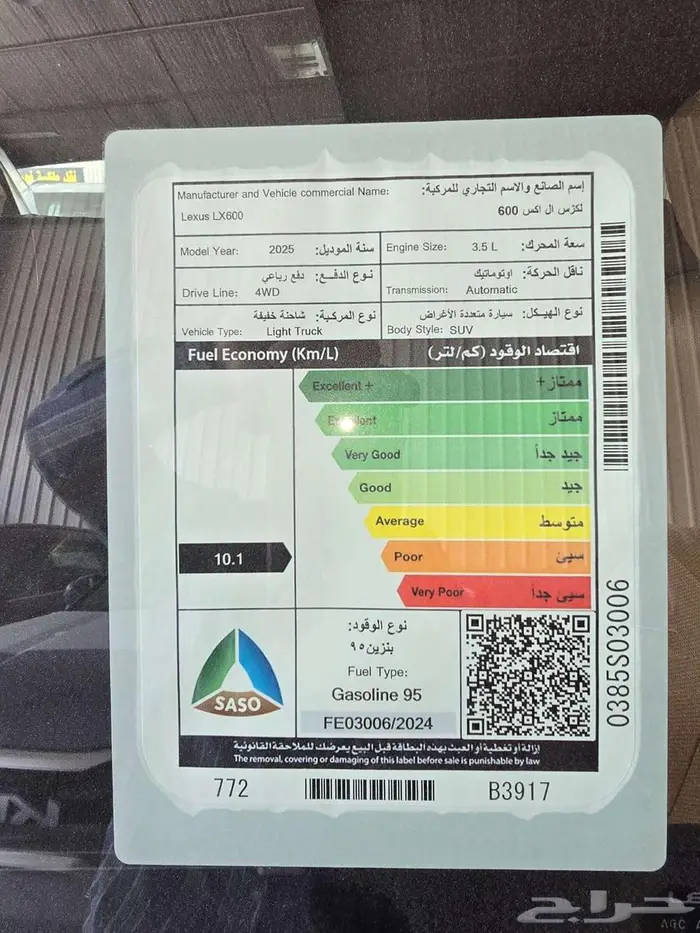 Manufacturer and Vehicle commercial Name: إسم الصانع والاسم التجاري للمركبة:
Lexus LX600 لكزس ال اكس 600
Model Year: 2025 سنة الموديل: Engine Size: 3.5 L سعة المحرك:
نوع الدفع: دفع رباعي ناقل الحركة: اوتوماتيك
Drive Line: 4WD Transmission: Automatic
نوع المركبة: شاحنة خفيفة نوع الهيكل: سيارة متعددة الأغراض
Vehicle Type: Light Truck Body Style: SUV
Fuel Economy (Km/L) اقتصاد الوقود (كم/لتر)
Excellent + ممتاز+
Excellent ممتاز
Very Good جيد جداً
Good جيد
Average متوسط
10.1 Poor سيئ
Very Poor سيئ جداً
نوع الوقود:
بنزين ٩٥
Fuel Type:
Gasoline 95
SASO
FE03006/2024
0385S03006
إزالة أو تغطية أو العبث بهذه البطاقة قبل البيع يعرضك للملاحقة القانونية
The removal, covering or damaging of this label before sale is punishable by law
772 B3917
حراج